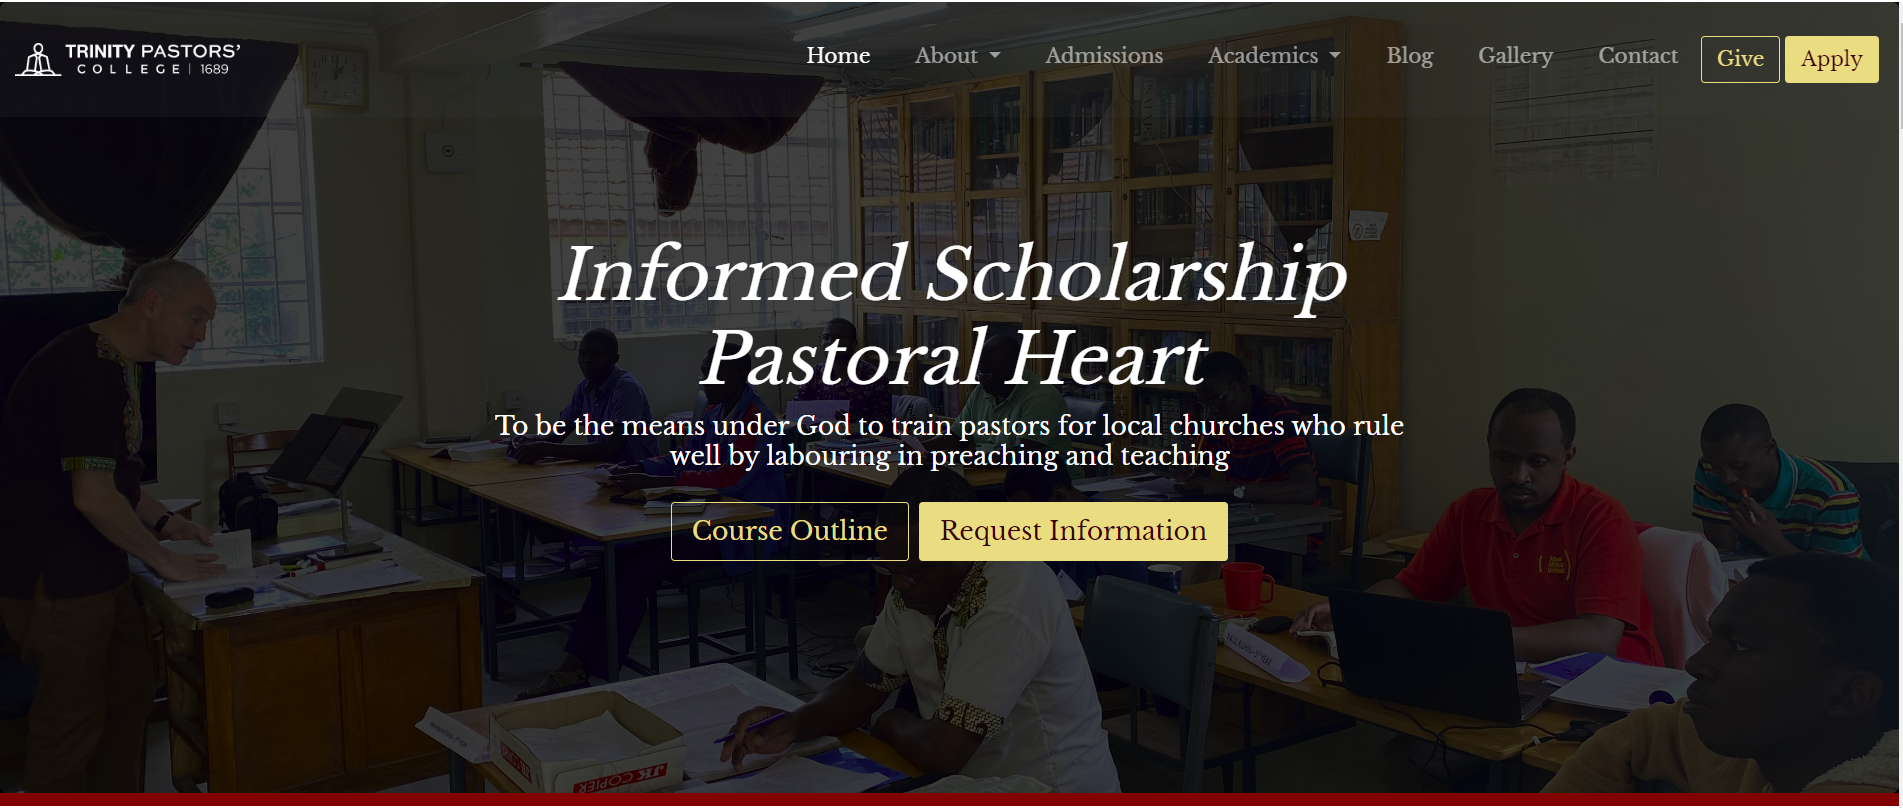 TRINITY PASTORS'
COLLEGE | 1689
Home
About
Admissions
Academics
Blog
Gallery
Contact
Give
Apply
Informed Scholarship
Pastoral Heart
To be the means under God to train pastors for local churches who rule
well by labouring in preaching and teaching
Course Outline
Request Information
JK COPIER